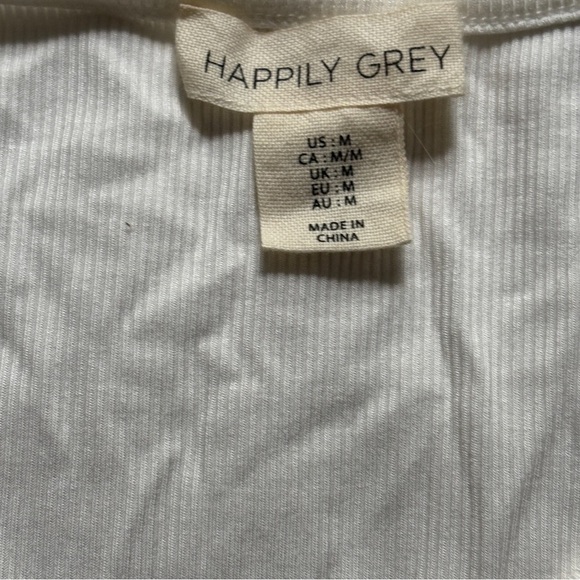 HAPPILY GREY
US : M
CA : M/M
UK : M
EU : M
AU : M
MADE IN
CHINA